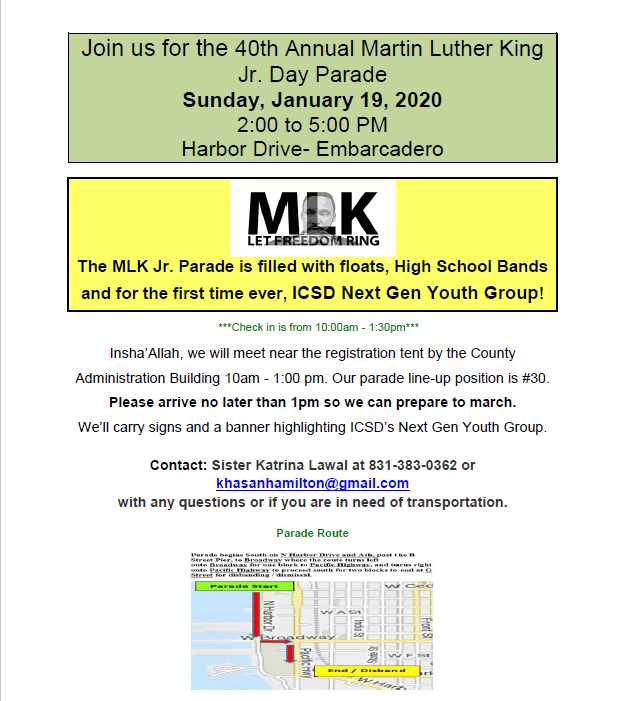 Join us for the 40th Annual Martin Luther King
Jr. Day Parade
Sunday, January 19, 2020
2:00 to 5:00 PM
Harbor Drive- Embarcadero
MLK
LET FREEDOM RING
The MLK Jr. Parade is filled with floats, High School Bands
and for the first time ever, ICSD Next Gen Youth Group!
***Check in is from 10:00am - 1:30pm***
Insha’Allah, we will meet near the registration tent by the County
Administration Building 10am - 1:00 pm. Our parade line-up position is #30.
Please arrive no later than 1pm so we can prepare to march.
We’ll carry signs and a banner highlighting ICSD’s Next Gen Youth Group.
Contact: Sister Katrina Lawal at 831-383-0362 or
khasanhamilton@gmail.com
with any questions or if you are in need of transportation.
Parade Route
Parade begins South on N Harbor Drive and Ash, past the B
Street Pier, to Broadway where the route turns left
onto Broadway for one block to Pacific Highway, and turns right
onto Pacific Highway to proceed south for two blocks to end at G
Street for disbanding / dismissal.
Parade Start
W Ced
N Harbor Dr
W A St
India St
Front St
W Broadway
Pacific Hwy
State St
W F St
End / Disband
W Harb